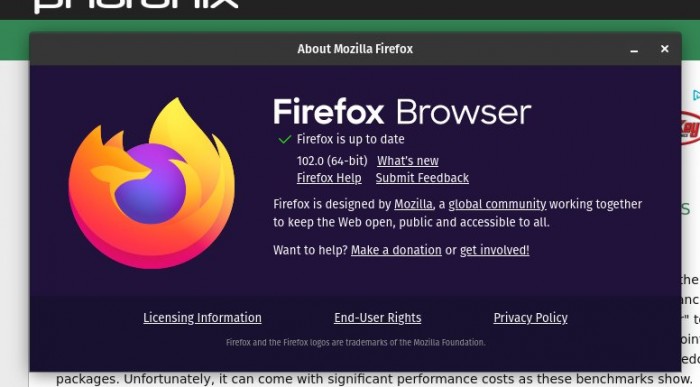 phoronix
About Mozilla Firefox
Firefox Browser
Firefox is up to date
102.0 (64-bit) What's new
Firefox Help Submit Feedback
Firefox is designed by Mozilla, a global community working together
to keep the Web open, public and accessible to all.
Want to help? Make a donation or get involved!
Licensing Information End-User Rights Privacy Policy
Firefox and the Firefox logos are trademarks of the Mozilla Foundation.
packages. Unfortunately, it can come with significant performance costs as these benchmarks show.